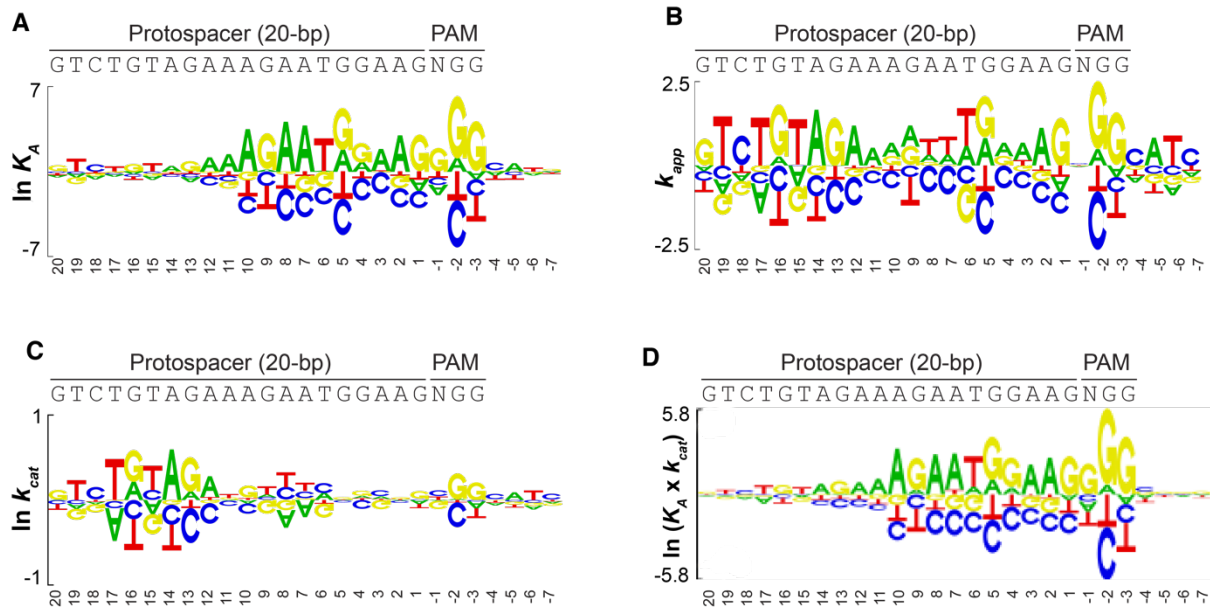 A
Protospacer (20-bp) PAM
G T C T G T A G A A A G A A T G G A A G N G G
7
ln K_A
-7
20 19 18 17 16 15 14 13 12 11 10 9 8 7 6 5 4 3 2 1 -1 -2 -3 -4 -5 -6 -7
B
Protospacer (20-bp) PAM
G T C T G T A G A A A G A A T G G A A G N G G
2.5
k_app
-2.5
20 19 18 17 16 15 14 13 12 11 10 9 8 7 6 5 4 3 2 1 -1 -2 -3 -4 -5 -6 -7
C
Protospacer (20-bp) PAM
G T C T G T A G A A A G A A T G G A A G N G G
1
ln k_cat
-1
20 19 18 17 16 15 14 13 12 11 10 9 8 7 6 5 4 3 2 1 -1 -2 -3 -4 -5 -6 -7
D
Protospacer (20-bp) PAM
G T C T G T A G A A A G A A T G G A A G N G G
5.8
ln (K_A x k_cat)
-5.8
20 19 18 17 16 15 14 13 12 11 10 9 8 7 6 5 4 3 2 1 -1 -2 -3 -4 -5 -6 -7